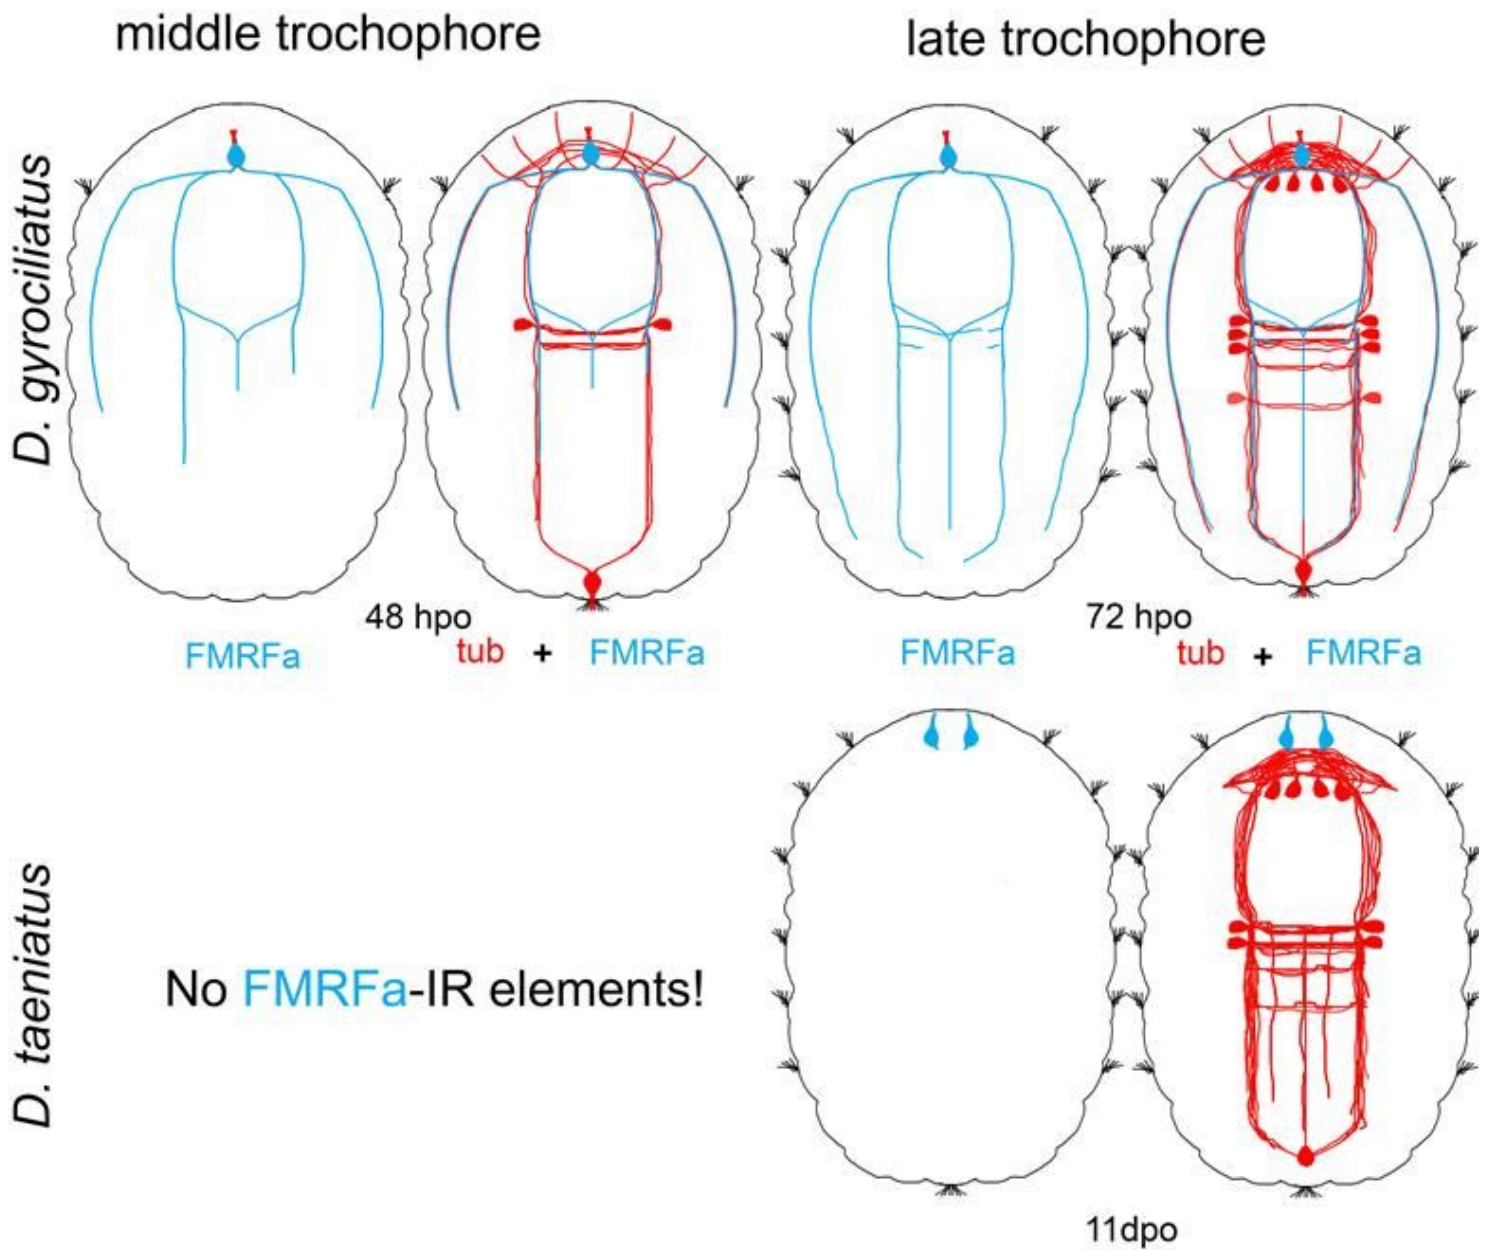 middle trochophore
late trochophore
D. gyrociliatus
48 hpo
72 hpo
FMRFa
tub + FMRFa
FMRFa
tub + FMRFa
D. taeniatus
No FMRFa-IR elements!
11dpo